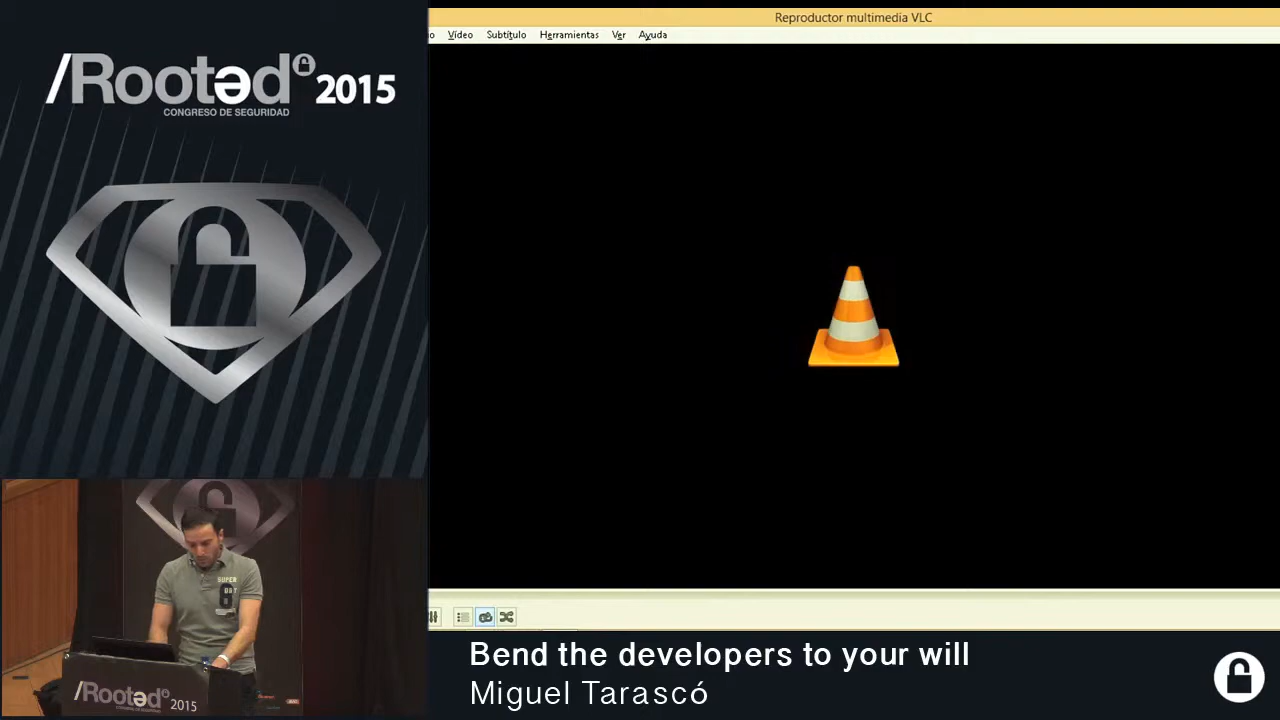 /Rooted 2015
CONGRESO DE SEGURIDAD
Reproductor multimedia VLC
o Vídeo Subtítulo Herramientas Ver Ayuda
SUPER
/Rooted 2015
Bend the developers to your will
Miguel Tarascó